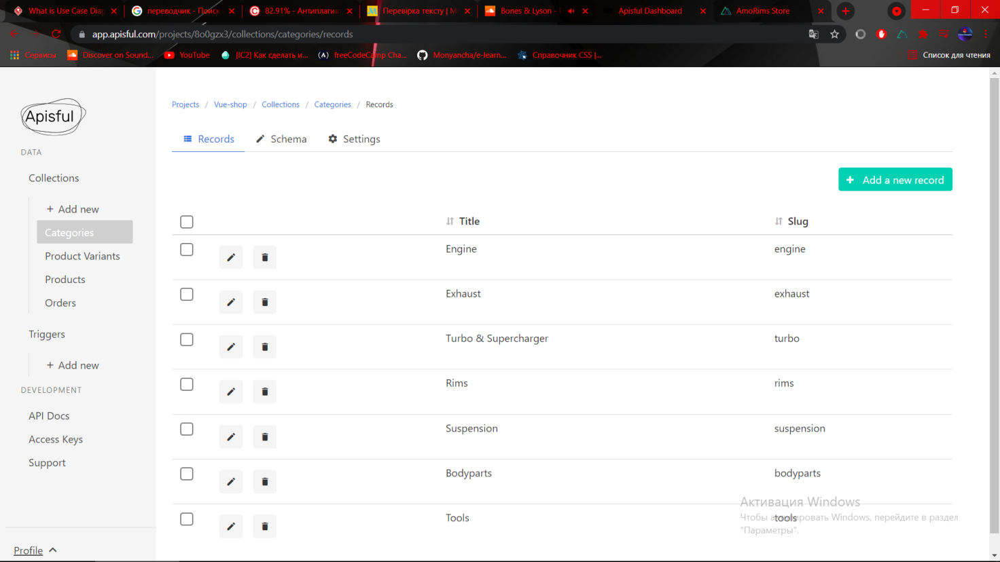 What is Use Case Diag
переводчик - Поиск
82.91% - Антиплагиа
Перевірка тексту | M
Bones & Lyson -
Apisful Dashboard
AmoRims Store
app.apisful.com/projects/8o0gzx3/collections/categories/records
Сервисы
Discover on Sound...
YouTube
[IC2] Как сделать и...
freeCodeCamp Cha...
Monyancha/e-learn...
Справочник CSS |...
Список для чтения
Apisful
Projects / Vue-shop / Collections / Categories / Records
Records
Schema
Settings
DATA
Collections
+ Add new
Categories
Product Variants
Products
Orders
Triggers
+ Add new
DEVELOPMENT
API Docs
Access Keys
Support
Profile
+ Add a new record
Title Slug
Engine engine
Exhaust exhaust
Turbo & Supercharger turbo
Rims rims
Suspension suspension
Bodyparts bodyparts
Tools tools
Активация Windows
Чтобы активировать Windows, перейдите в раздел
"Параметры".